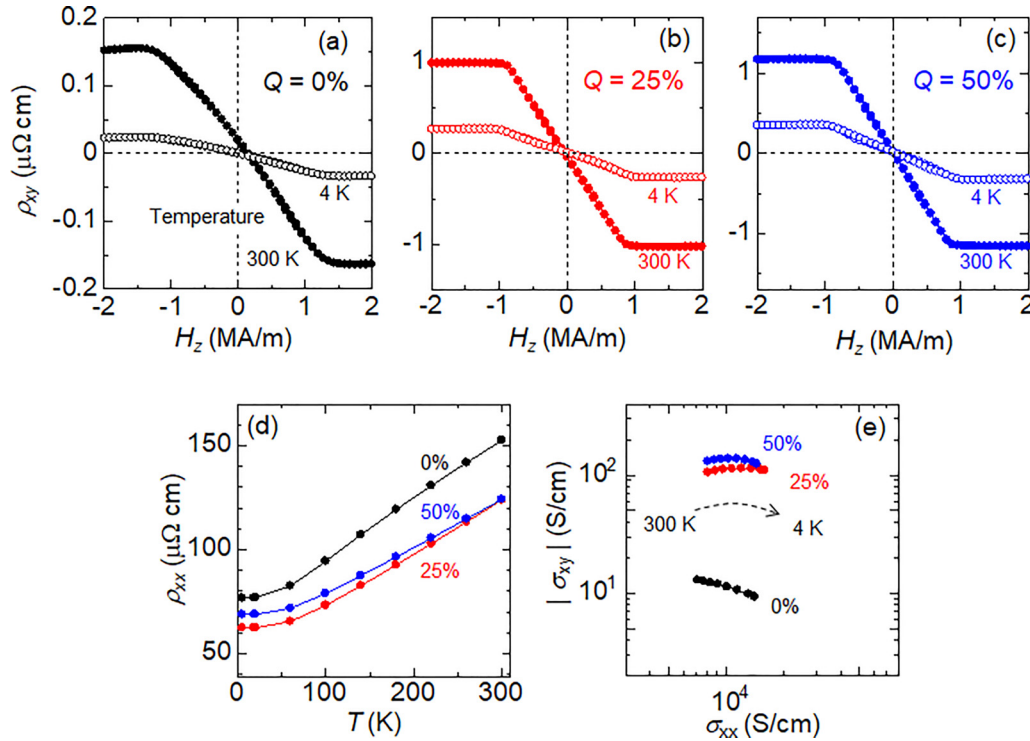 (a)
Q = 0%
0.2
0.1
0
-0.1
-0.2
ρxy (μΩ cm)
4 K
Temperature
300 K
-2 -1 0 1 2
Hz (MA/m)
(b)
Q = 25%
1
0
-1
4 K
300 K
-2 -1 0 1 2
Hz (MA/m)
(c)
Q = 50%
1
0
-1
4 K
300 K
-2 -1 0 1 2
Hz (MA/m)
(d)
150
100
50
ρxx (μΩ cm)
0%
50%
25%
0 100 200 300
T (K)
(e)
10²
10¹
| σxy | (S/cm)
50%
25%
300 K
4 K
0%
10⁴
σxx (S/cm)